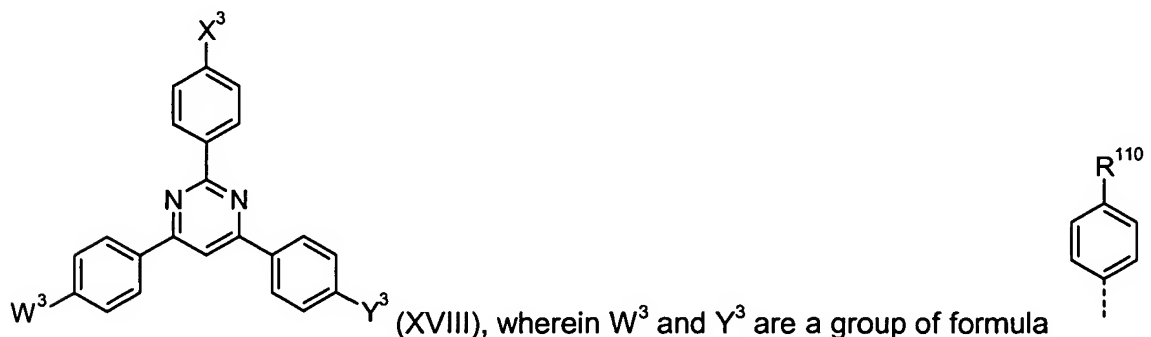 X³
R¹¹⁰
N N
W³ Y³ (XVIII), wherein W³ and Y³ are a group of formula